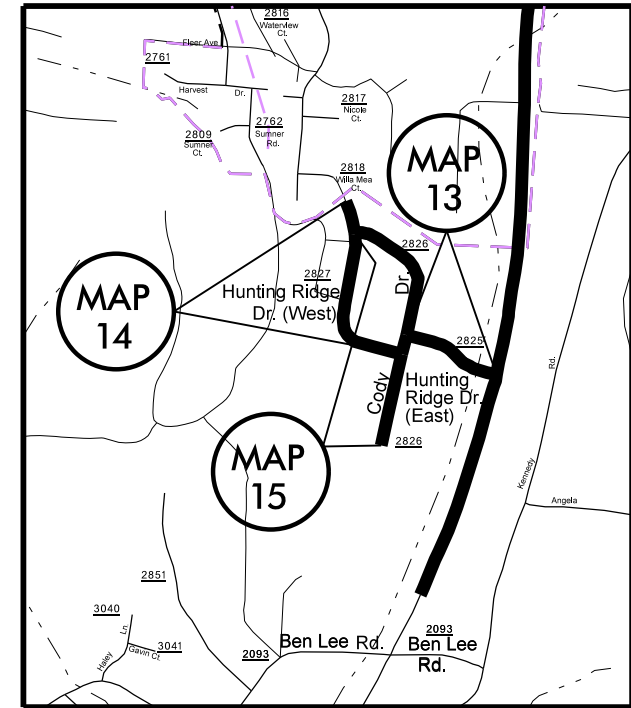 2816
Waterview
Ct.
Fleer Ave
2761
Harvest Dr.
2817
Nicole
Ct.
2762
Sumner
Rd.
2809
Sumner
Ct.
2818
Willa Mea
Ct.
MAP
13
2826
2827
Hunting Ridge
Dr. (West)
Dr.
MAP
14
2825
Rd.
Hunting
Ridge Dr.
(East)
Cody
2826
MAP
15
Kennedy
Angela
2851
3040
Ln
3041
Gavin Ct.
Haley
2093
Ben Lee Rd.
2093
Ben Lee
Rd.